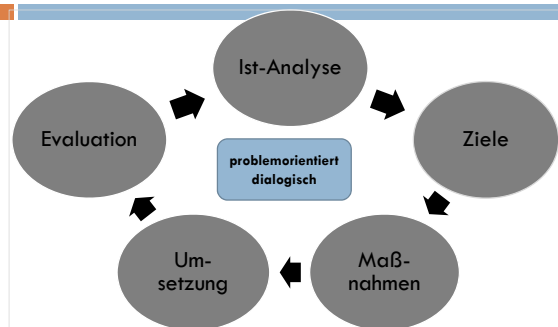 Ist-Analyse
Ziele
Maß-
nahmen
Um-
setzung
Evaluation
problemorientiert
dialogisch